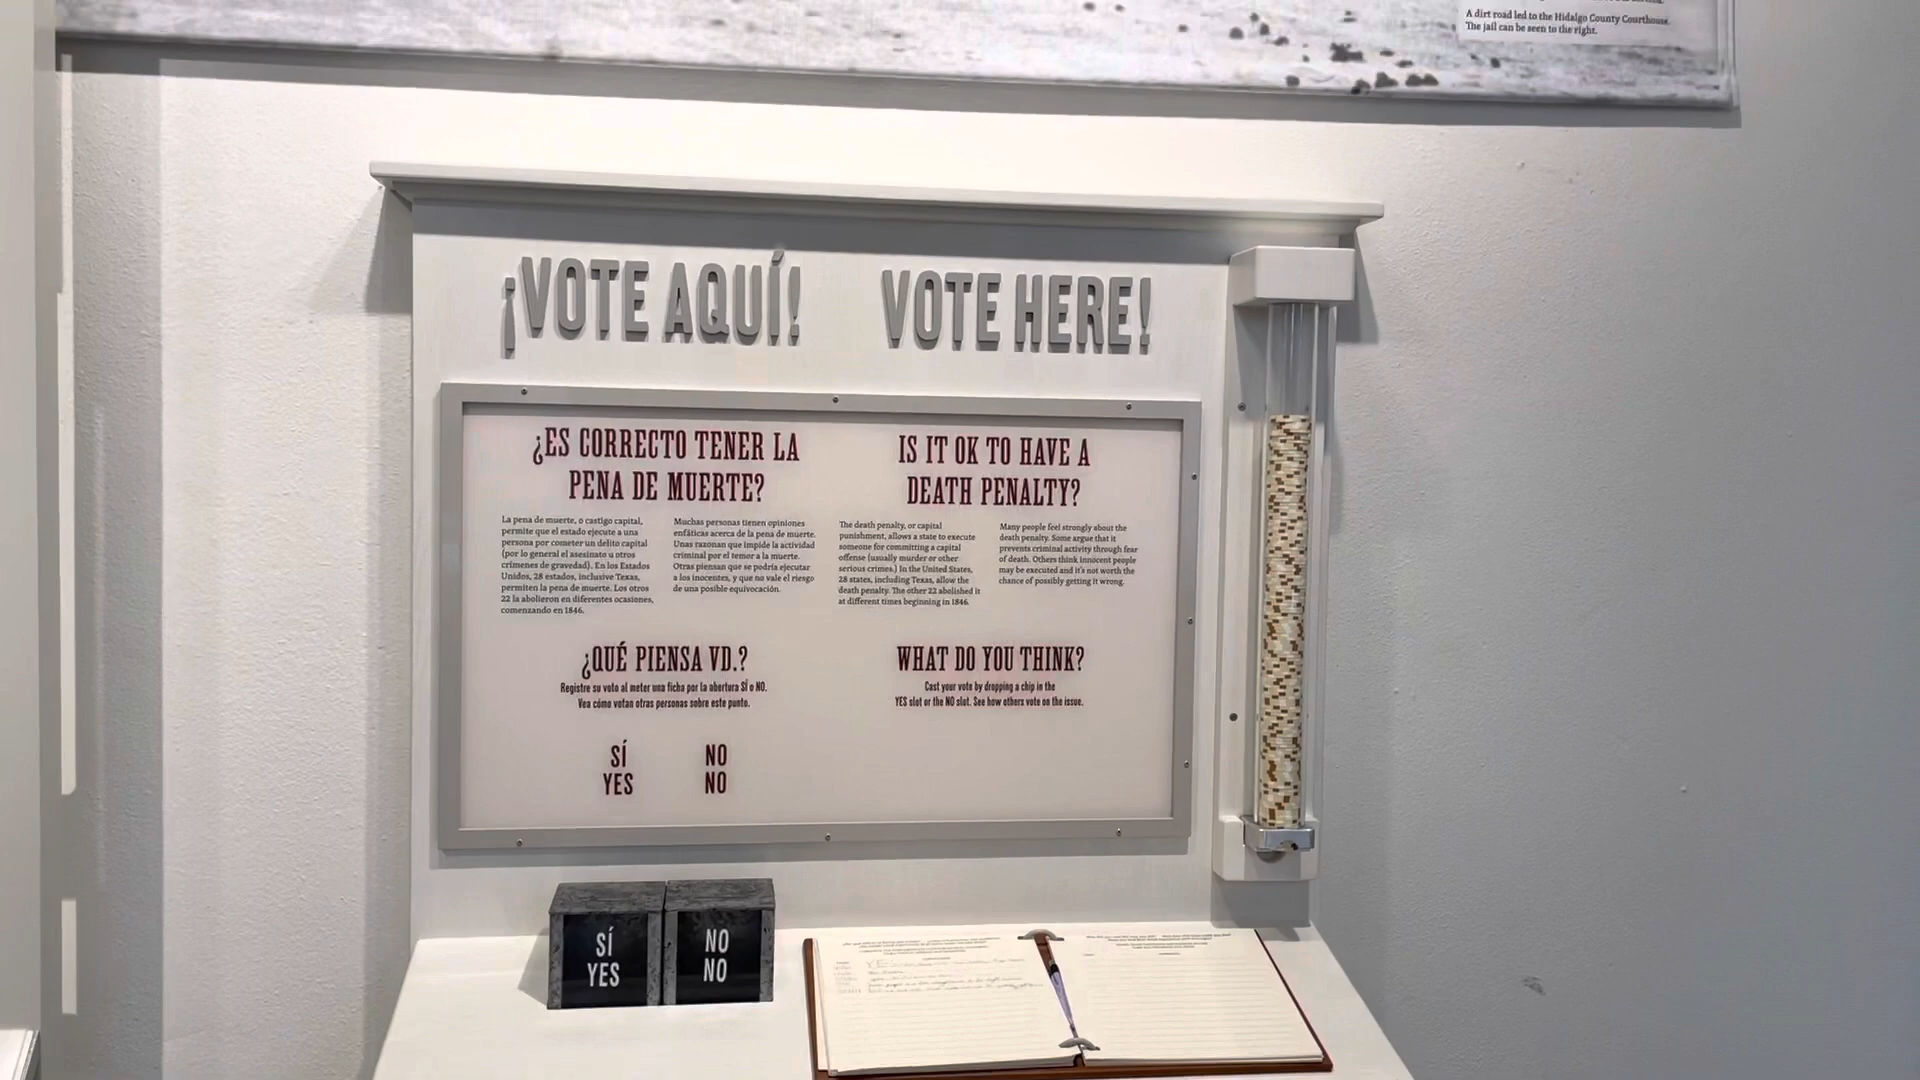 A dirt road led to the Hidalgo County Courthouse.
The jail can be seen to the right.
¡VOTE AQUÍ!
VOTE HERE!
¿ES CORRECTO TENER LA
PENA DE MUERTE?
La pena de muerte, o castigo capital,
permite que el estado ejecute a una
persona por cometer un delito capital
(por lo general el asesinato u otros
crímenes de gravedad). En los Estados
Unidos, 28 estados, inclusive Texas,
permiten la pena de muerte. Los otros
22 la abolieron en diferentes ocasiones,
comenzando en 1846.
Muchas personas tienen opiniones
enfáticas acerca de la pena de muerte.
Unas razonan que impide la actividad
criminal por el temor a la muerte.
Otras piensan que se podría ejecutar
a los inocentes, y que no vale el riesgo
de una posible equivocación.
IS IT OK TO HAVE A
DEATH PENALTY?
The death penalty, or capital
punishment, allows a state to execute
someone for committing a capital
offense (usually murder or other
serious crimes.) In the United States,
28 states, including Texas, allow the
death penalty. The other 22 abolished it
at different times beginning in 1846.
Many people feel strongly about the
death penalty. Some argue that it
prevents criminal activity through fear
of death. Others think innocent people
may be executed and it's not worth the
chance of possibly getting it wrong.
¿QUÉ PIENSA VD.?
Registre su voto al meter una ficha por la abertura SÍ o NO.
Vea cómo votan otras personas sobre este punto.
WHAT DO YOU THINK?
Cast your vote by dropping a chip in the
YES slot or the NO slot. See how others vote on the issue.
SÍ
YES
NO
NO
SÍ
YES
NO
NO